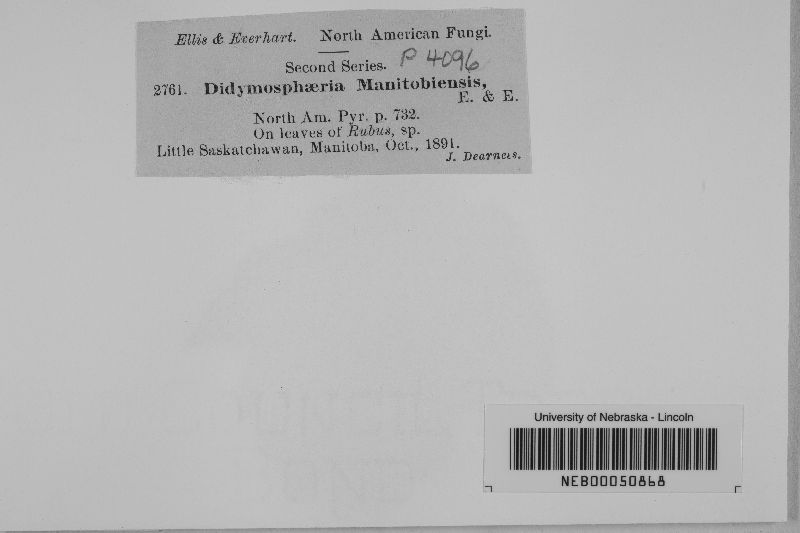 Ellis & Everhart. North American Fungi.
Second Series. P 4096
2761. Didymosphæria Manitobiensis,
E. & E.
North Am. Pyr. p. 732.
On leaves of Rubus, sp.
Little Saskatchawan, Manitoba, Oct., 1891.
J. Dearness.
University of Nebraska - Lincoln
NEB00050868